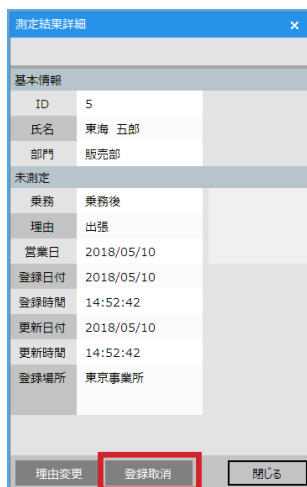 測定結果詳細 ×
基本情報
ID 5
氏名 東海 五郎
部門 販売部
未測定
乗務 乗務後
理由 出張
営業日 2018/05/10
登録日付 2018/05/10
登録時間 14:52:42
更新日付 2018/05/10
更新時間 14:52:42
登録場所 東京事業所
理由変更 登録取消 閉じる